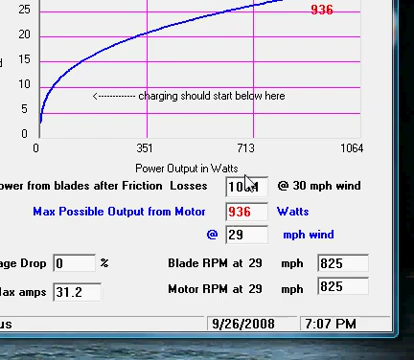 25
936
20
15
10
<----------- charging should start below here
5
0
0 351 713 1064
Power Output in Watts
ower from blades after Friction Losses @ 30 mph wind
Max Possible Output from Motor 936 Watts
@ 29 mph wind
age Drop 0 % Blade RPM at 29 mph 825
Max amps 31.2 Motor RPM at 29 mph 825
us 9/26/2008 7:07 PM